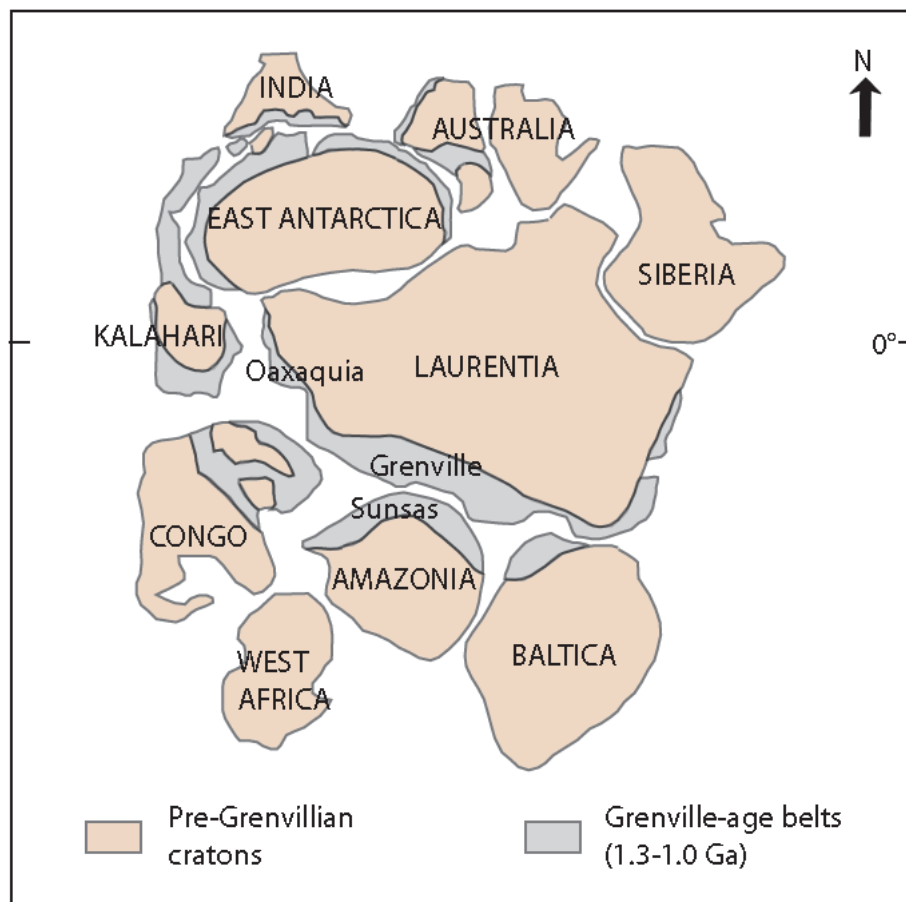 N
INDIA
AUSTRALIA
EAST ANTARCTICA
SIBERIA
KALAHARI
0°
Oaxaquia
LAURENTIA
Grenville
Sunsas
CONGO
AMAZONIA
WEST
AFRICA
BALTICA
Pre-Grenvillian
cratons
Grenville-age belts
(1.3-1.0 Ga)